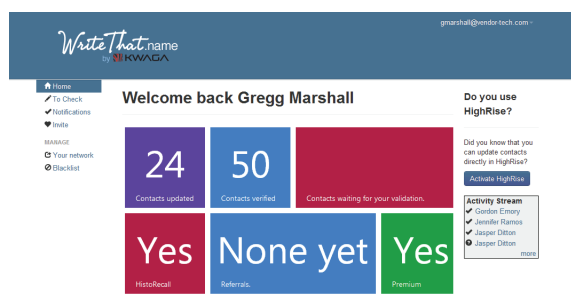 gmarshall@vendor-tech.com
WriteThat.name
by KWAGA
Home
To Check
Notifications
Invite
MANAGE
Your network
Blacklist
Welcome back Gregg Marshall
24
Contacts updated
50
Contacts verified
Contacts waiting for your validation.
Yes
HistoRecall
None yet
Referrals.
Yes
Premium
Do you use
HighRise?
Did you know that you
can update contacts
directly in HighRise?
Activate HighRise
Activity Stream
Gordon Emory
Jennifer Ramos
Jasper Ditton
Jasper Ditton
more